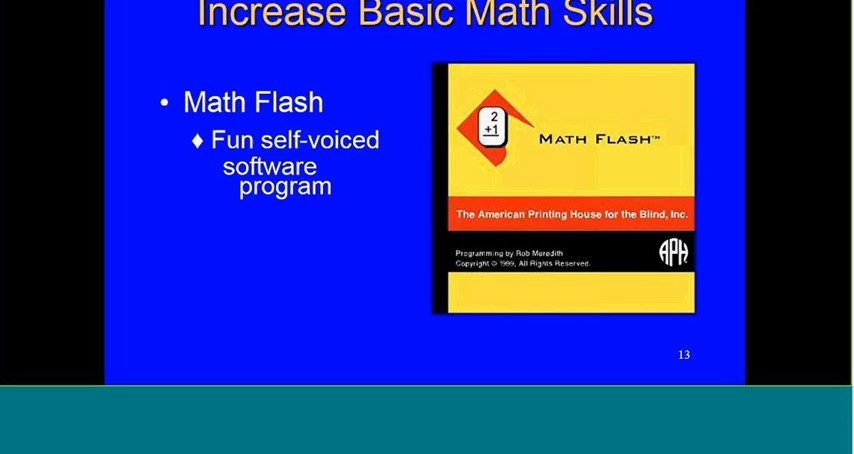 Increase Basic Math Skills
• Math Flash
♦ Fun self-voiced
software
program
2
+1
MATH FLASH™
The American Printing House for the Blind, Inc.
Programming by Rob Meredith
Copyright © 1999, All Rights Reserved.
APH
13